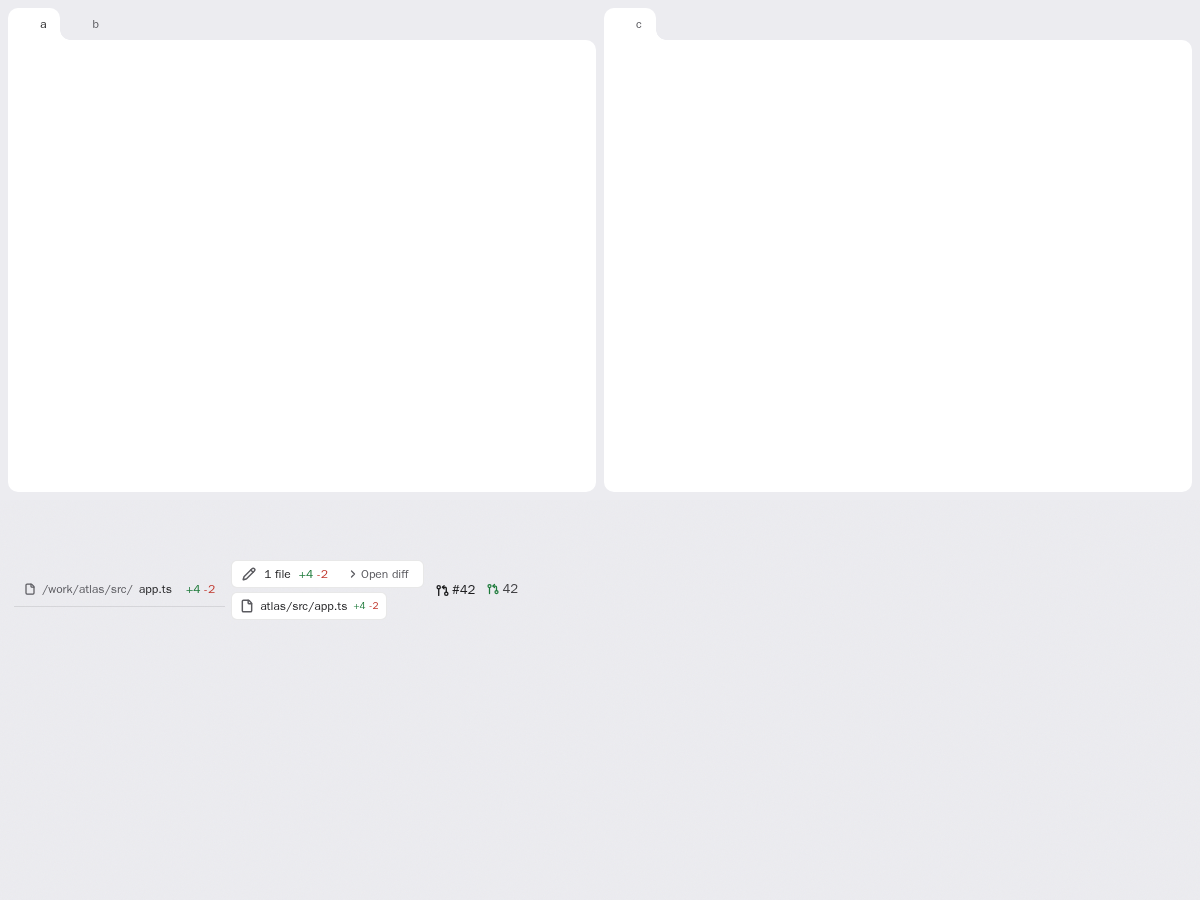 a b c
1 file +4 -2 Open diff
/work/atlas/src/ app.ts +4 -2
#42 42
atlas/src/app.ts +4 -2